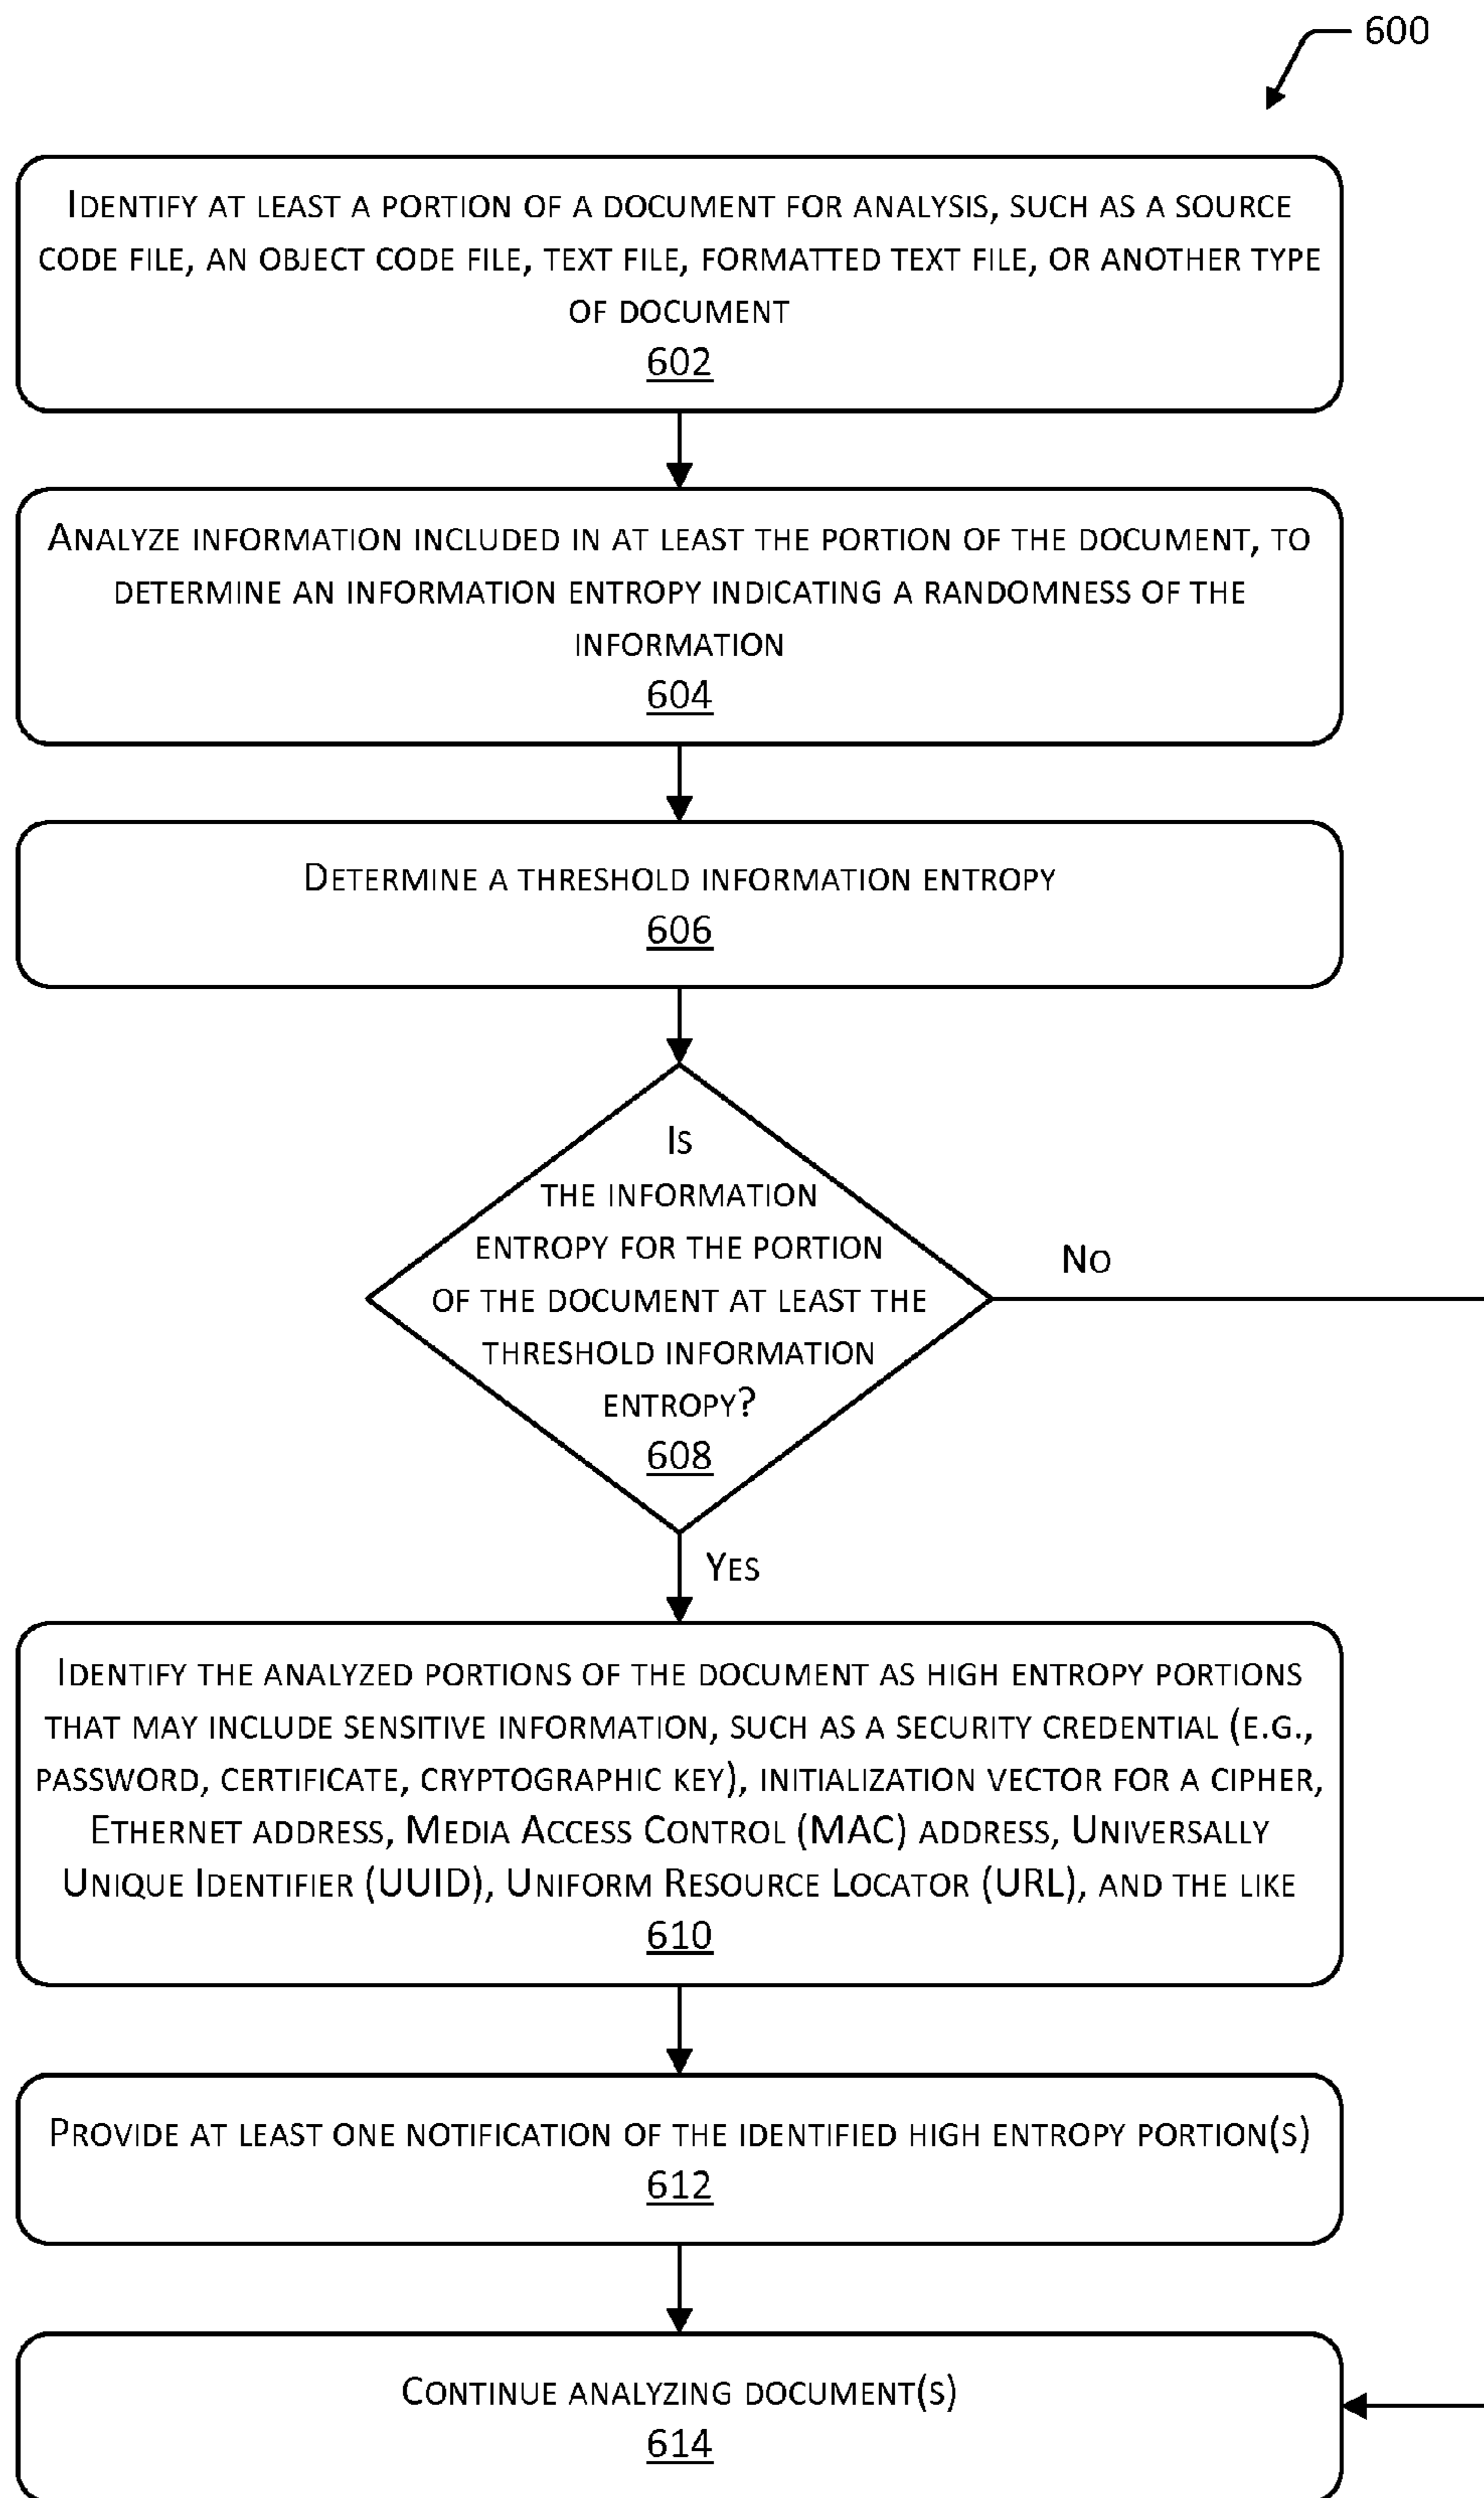 600
Identify at least a portion of a document for analysis, such as a source
code file, an object code file, text file, formatted text file, or another type
of document
602
Analyze information included in at least the portion of the document, to
determine an information entropy indicating a randomness of the
information
604
Determine a threshold information entropy
606
Is
the information
entropy for the portion
of the document at least the
threshold information
entropy?
608
No
Yes
Identify the analyzed portions of the document as high entropy portions
that may include sensitive information, such as a security credential (e.g.,
password, certificate, cryptographic key), initialization vector for a cipher,
Ethernet address, Media Access Control (MAC) address, Universally
Unique Identifier (UUID), Uniform Resource Locator (URL), and the like
610
Provide at least one notification of the identified high entropy portion(s)
612
Continue analyzing document(s)
614